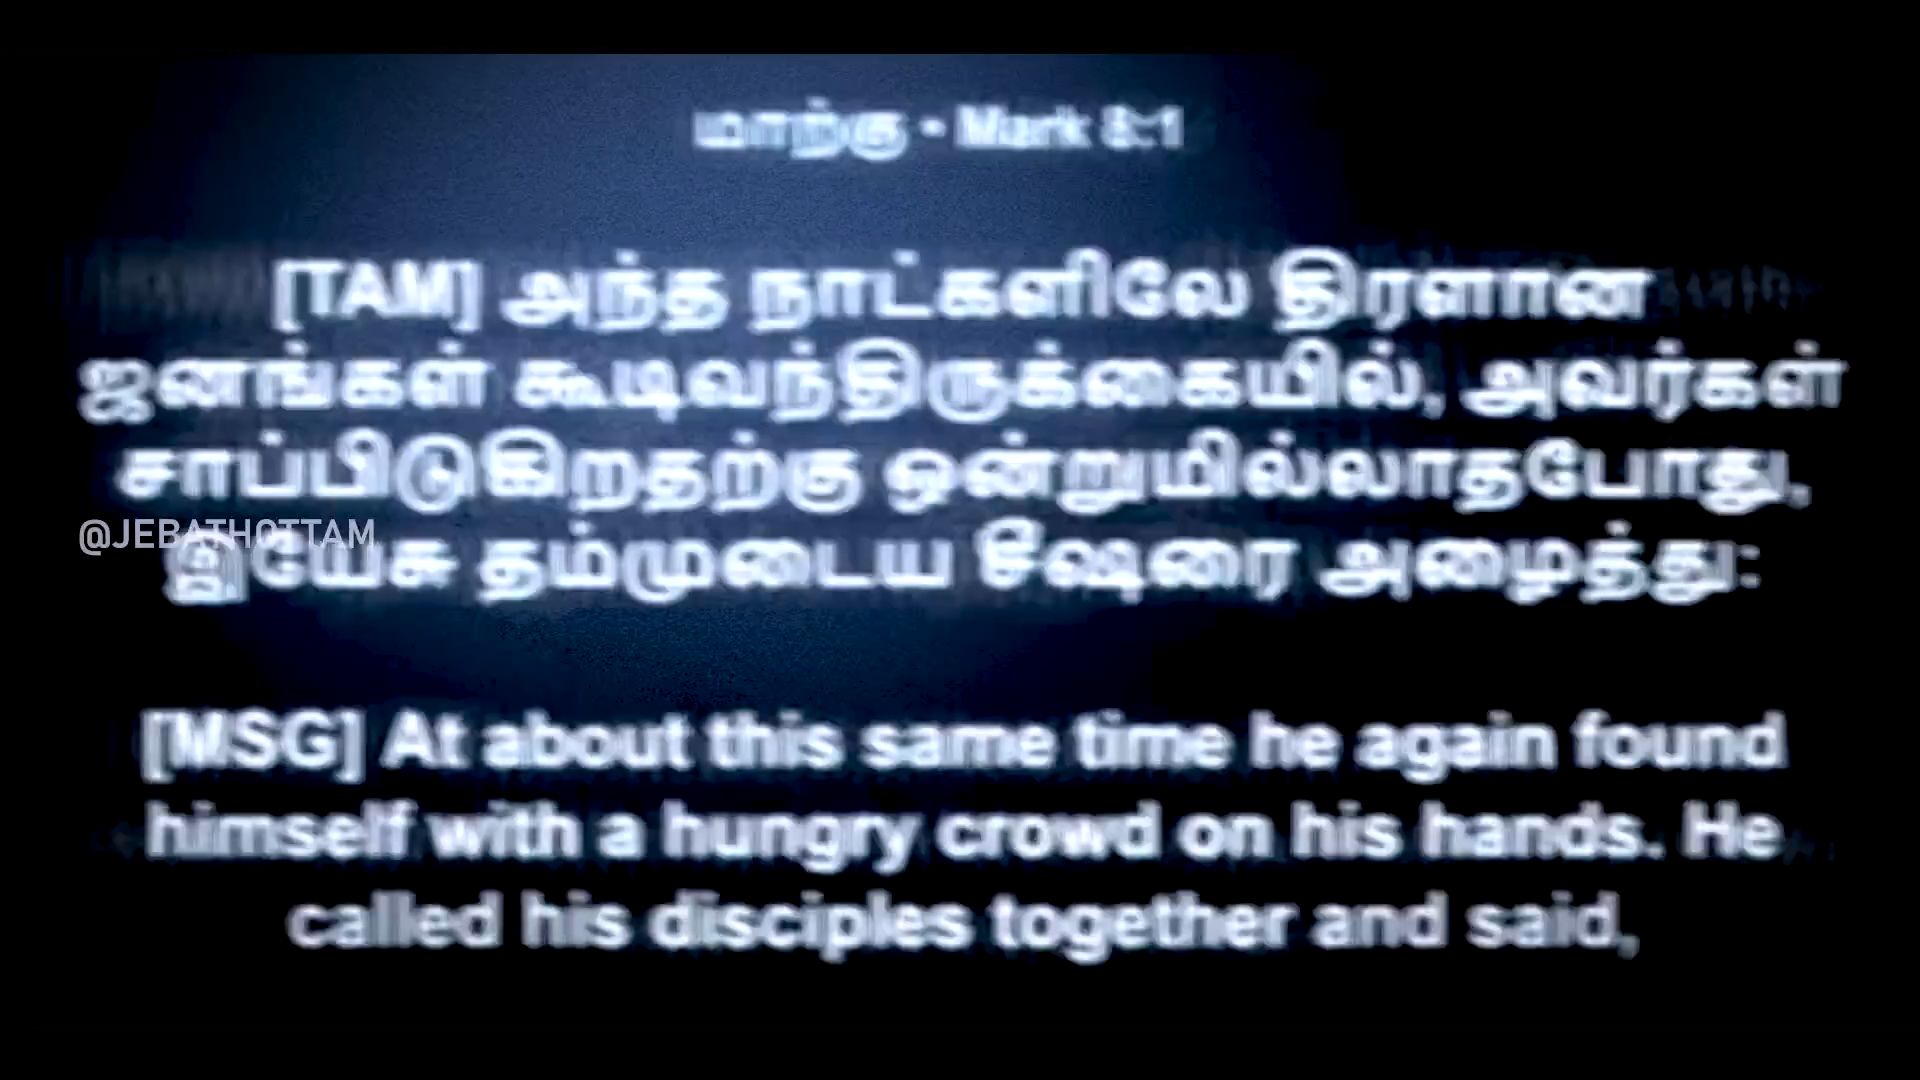 மாற்கு • Mark 8:1
[TAM] அந்த நாட்களிலே திரளான
ஜனங்கள் கூடிவந்திருக்கையில், அவர்கள்
சாப்பிடுகிறதற்கு ஒன்றுமில்லாதபோது,
@JEBATHOTTAM
இயேசு தம்முடைய சீஷரை அழைத்து:
[MSG] At about this same time he again found
himself with a hungry crowd on his hands. He
called his disciples together and said,